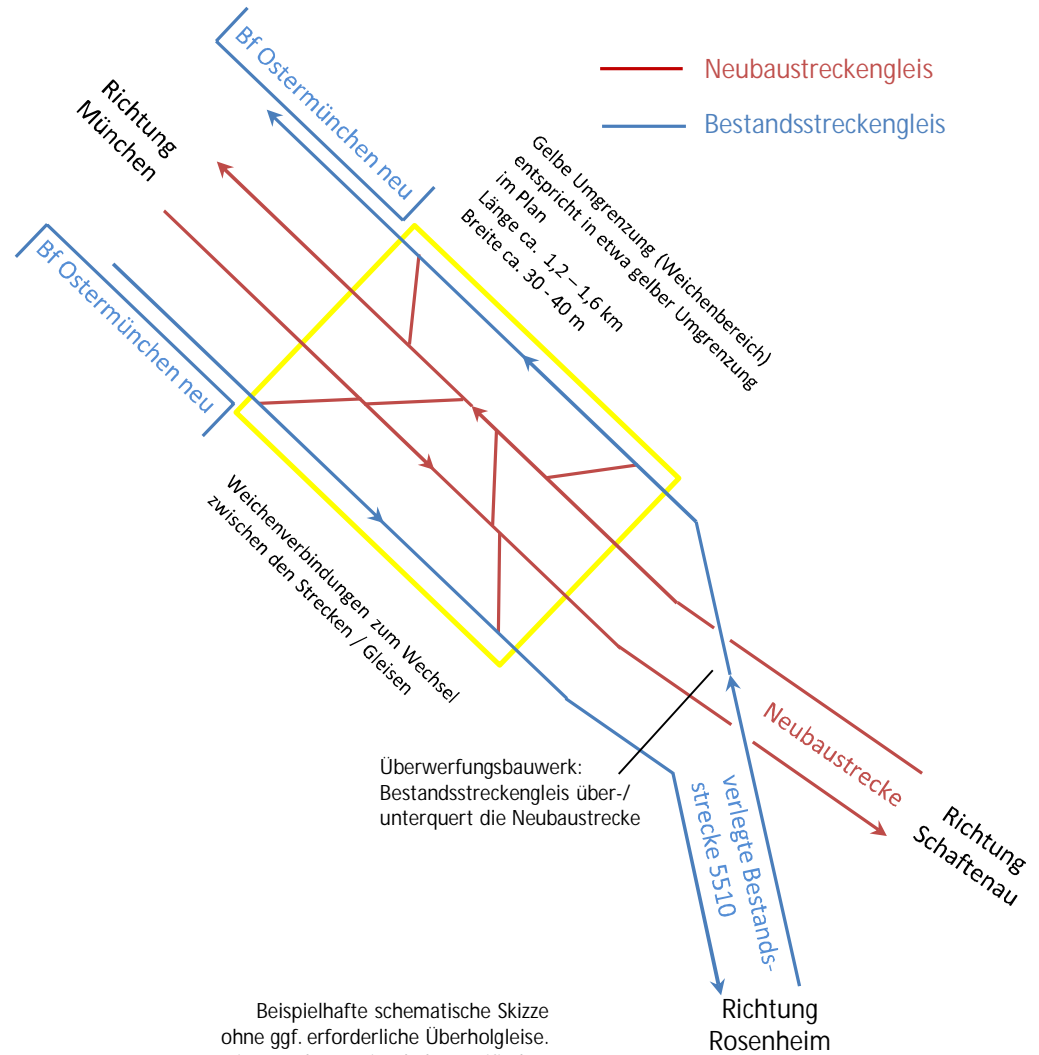 Bf Ostermünchen neu
Neubaustreckengleis
Bestandsstreckengleis
Richtung
München
Gelbe Umgrenzung (Weichenbereich)
entspricht in etwa gelber Umgrenzung
im Plan
Länge ca. 1,2 – 1,6 km
Breite ca. 30 - 40 m
Bf Ostermünchen neu
Weichenverbindungen zum Wechsel
zwischen den Strecken / Gleisen
Überwerfungsbauwerk:
Bestandsstreckengleis über-/
unterquert die Neubaustrecke
Neubaustrecke
Richtung
Schaftenau
verlegte Bestands-
strecke 5510
Richtung
Rosenheim
Beispielhafte schematische Skizze
ohne ggf. erforderliche Überholgleise.